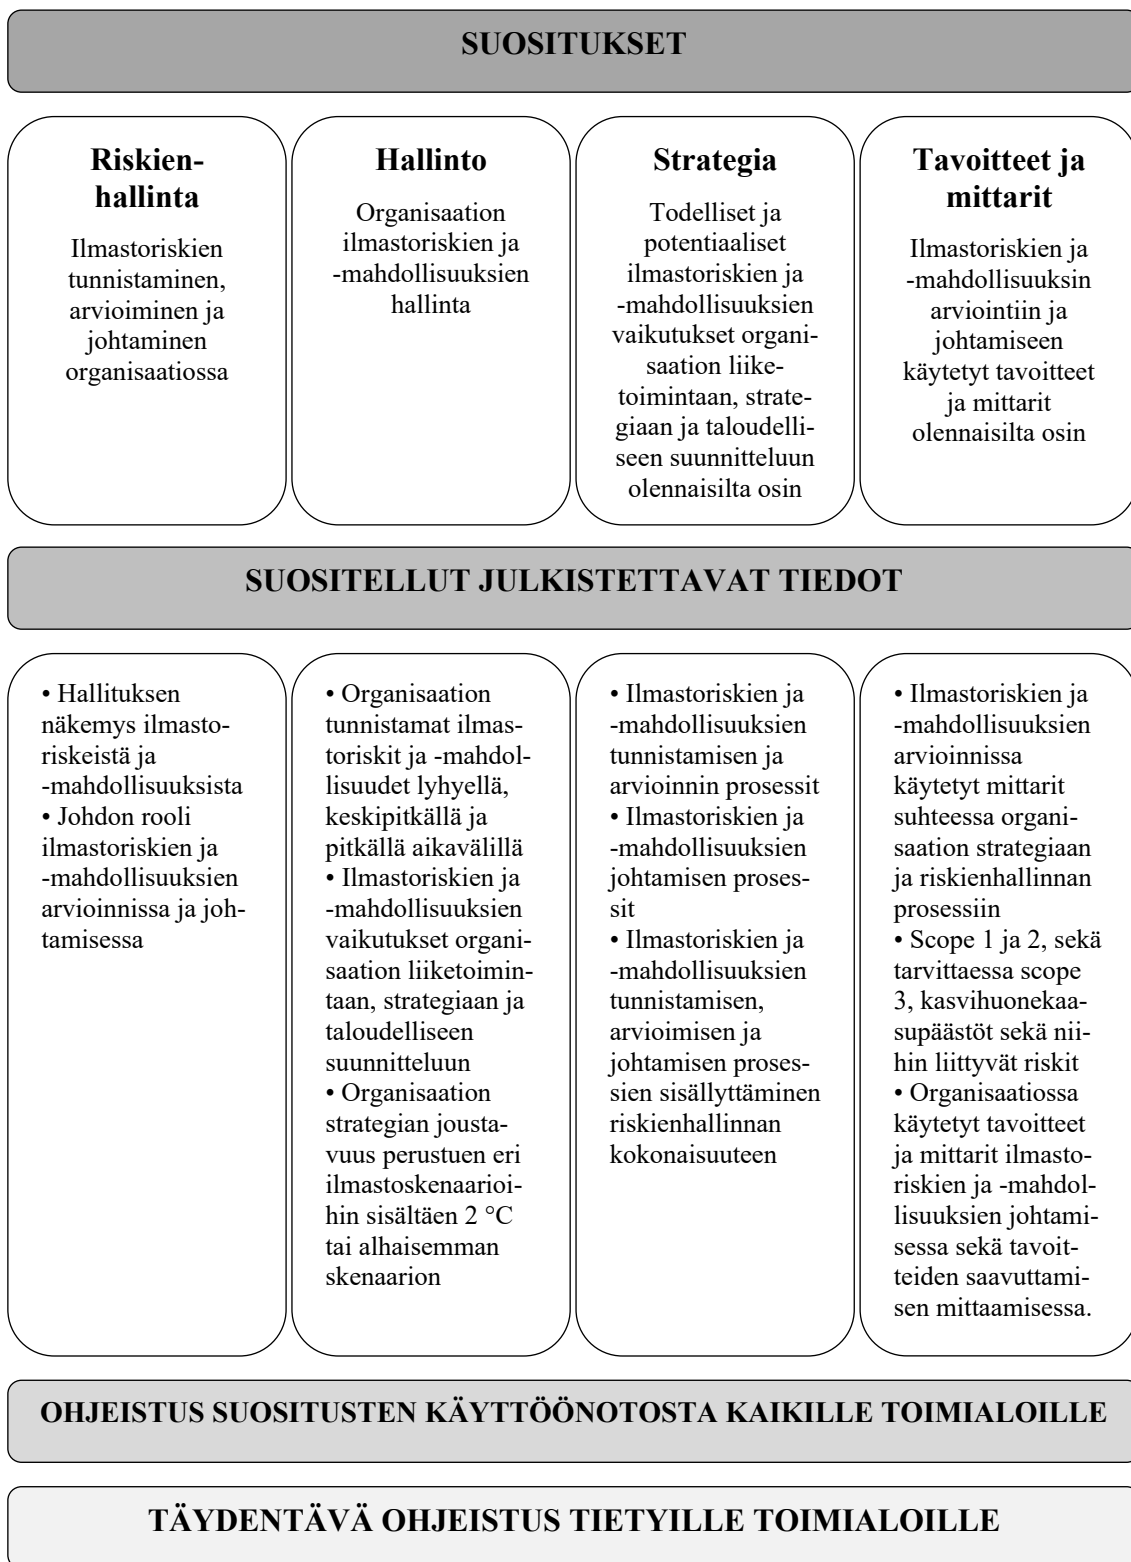 SUOSITUKSET
Riskien-
hallinta
Ilmastoriskien
tunnistaminen,
arvioiminen ja
johtaminen
organisaatiossa
Hallinto
Organisaation
ilmastoriskien ja
-mahdollisuuksien
hallinta
Strategia
Todelliset ja
potentiaaliset
ilmastoriskien ja
-mahdollisuuksien
vaikutukset organi-
saation liike-
toimintaan, strate-
giaan ja taloudelli-
seen suunnitteluun
olennaisilta osin
Tavoitteet ja
mittarit
Ilmastoriskien ja
-mahdollisuuksin
arviointiin ja
johtamiseen
käytetyt tavoitteet
ja mittarit
olennaisilta osin
SUOSITELLUT JULKISTETTAVAT TIEDOT
• Hallituksen
näkemys ilmasto-
riskeistä ja
-mahdollisuuksista
• Johdon rooli
ilmastoriskien ja
-mahdollisuuksien
arvioinnissa ja joh-
tamisessa
• Organisaation
tunnistamat ilmas-
toriskit ja -mahdol-
lisuudet lyhyellä,
keskipitkällä ja
pitkällä aikavälillä
• Ilmastoriskien ja
-mahdollisuuksien
vaikutukset organi-
saation liiketoimin-
taan, strategiaan ja
taloudelliseen
suunnitteluun
• Organisaation
strategian jousta-
vuus perustuen eri
ilmastoskenaarioi-
hin sisältäen 2 °C
tai alhaisemman
skenaarion
• Ilmastoriskien ja
-mahdollisuuksien
tunnistamisen ja
arvioinnin prosessit
• Ilmastoriskien ja
-mahdollisuuksien
johtamisen proses-
sit
• Ilmastoriskien ja
-mahdollisuuksien
tunnistamisen,
arvioimisen ja
johtamisen proses-
sien sisällyttäminen
riskienhallinnan
kokonaisuuteen
• Ilmastoriskien ja
-mahdollisuuksien
arvioinnissa
käytetyt mittarit
suhteessa organi-
saation strategiaan
ja riskienhallinnan
prosessiin
• Scope 1 ja 2, sekä
tarvittaessa scope
3, kasvihuonekaa-
supäästöt sekä nii-
hin liittyvät riskit
• Organisaatiossa
käytetyt tavoitteet
ja mittarit ilmasto-
riskien ja -mahdol-
lisuuksien johtami-
sessa sekä tavoit-
teiden saavuttami-
sen mittaamisessa.
OHJEISTUS SUOSITUSTEN KÄYTTÖÖNOTOSTA KAIKILLE TOIMIALOILLE
TÄYDENTÄVÄ OHJEISTUS TIETYILLE TOIMIALOILLE